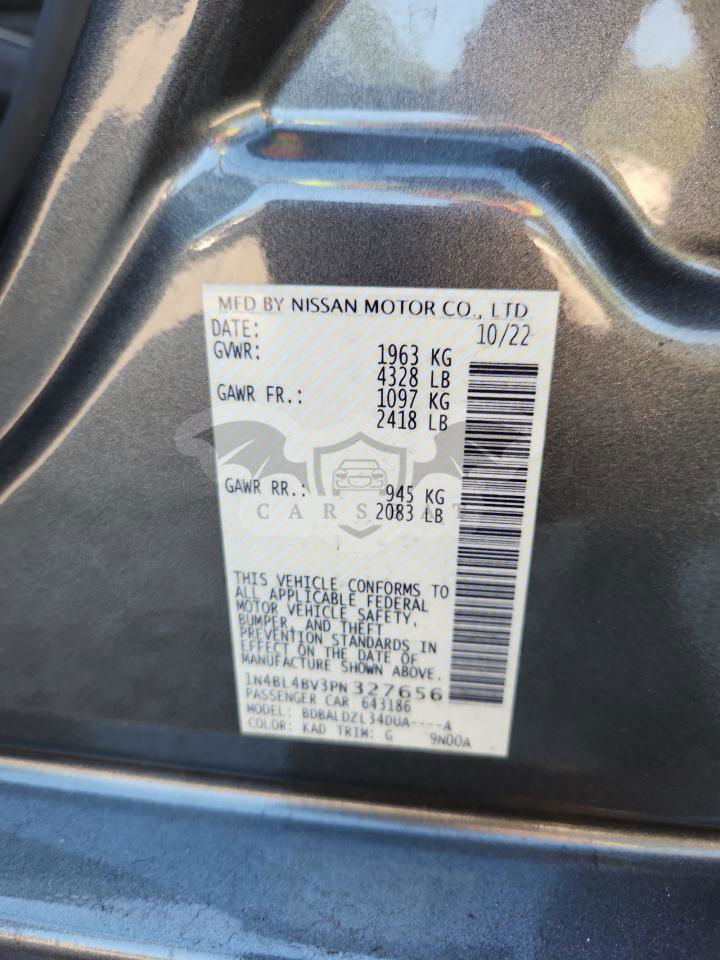 MFD BY NISSAN MOTOR CO., LTD
DATE: 10/22
GVWR: 1963 KG
4328 LB
GAWR FR.: 1097 KG
2418 LB
GAWR RR.: 945 KG
2083 LB
THIS VEHICLE CONFORMS TO
ALL APPLICABLE FEDERAL
MOTOR VEHICLE SAFETY,
BUMPER, AND THEFT
PREVENTION STANDARDS IN
EFFECT ON THE DATE OF
MANUFACTURE SHOWN ABOVE.
1N4BL4BV3PN327656
PASSENGER CAR 643186
MODEL: BDBALDZL34DUA----A
COLOR: KAD TRIM: G 9N00A